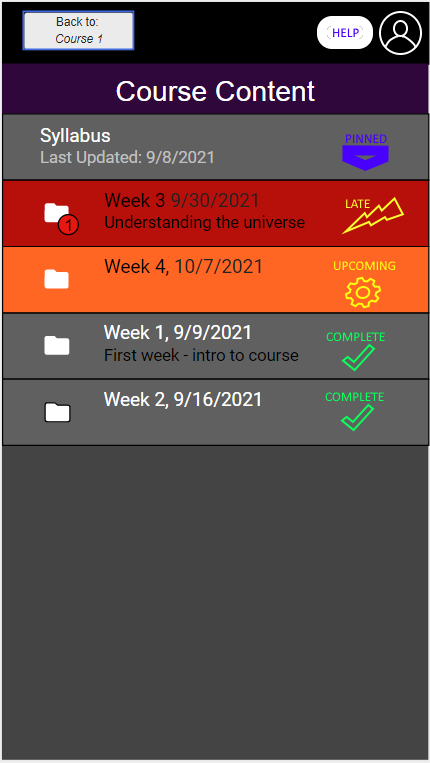 Back to:
Course 1
HELP
Course Content
Syllabus
Last Updated: 9/8/2021
PINNED
Week 3 9/30/2021
Understanding the universe
1
LATE
Week 4, 10/7/2021
UPCOMING
Week 1, 9/9/2021
First week - intro to course
COMPLETE
Week 2, 9/16/2021
COMPLETE